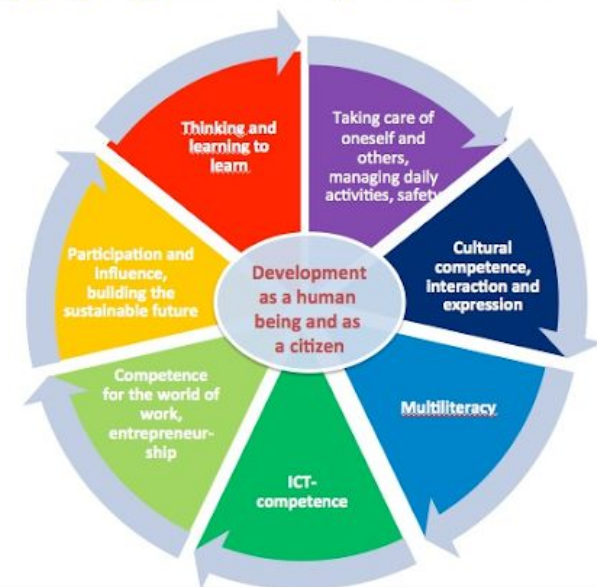 Thinking and
learning to
learn
Taking care of
oneself and
others,
managing daily
activities, safety
Cultural
competence,
interaction and
expression
Multiliteracy
ICT-
competence
Competence
for the world of
work,
entrepreneur-
ship
Participation and
influence,
building the
sustainable future
Development
as a human
being and as
a citizen